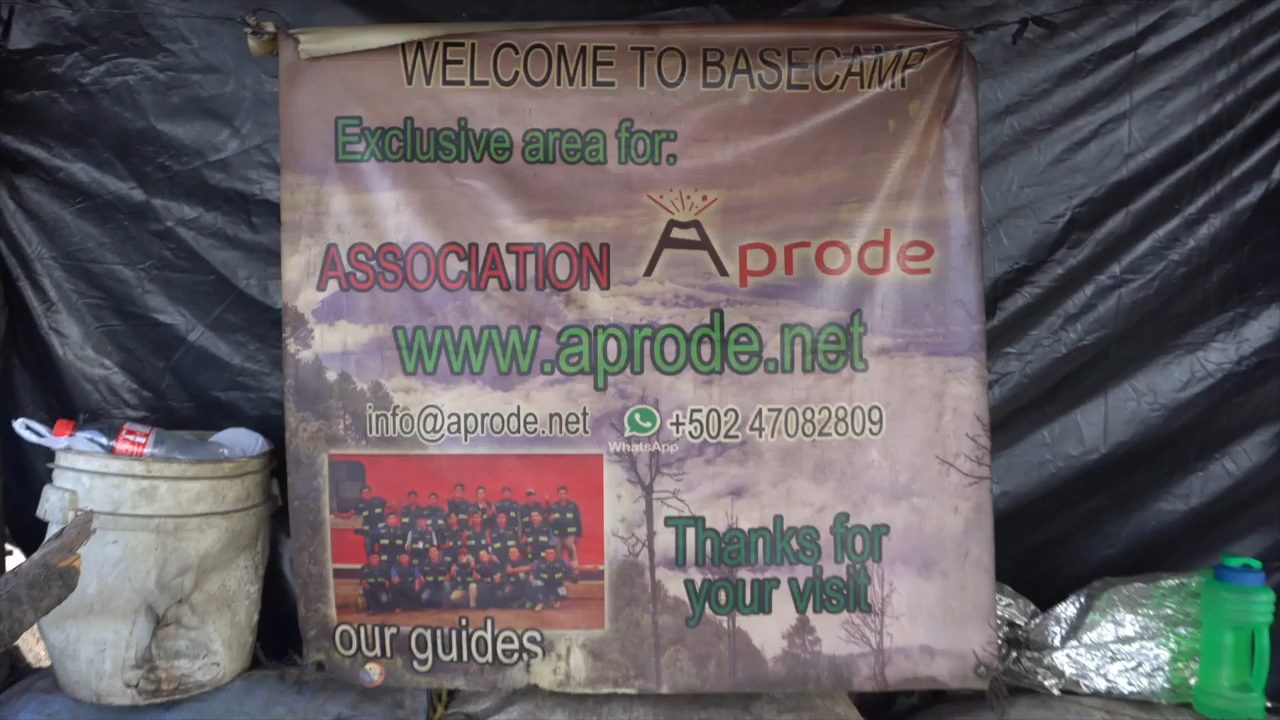 WELCOME TO BASECAMP
Exclusive area for:
ASSOCIATION Aprode
www.aprode.net
info@aprode.net WhatsApp +502 47082809
Thanks for
your visit
our guides